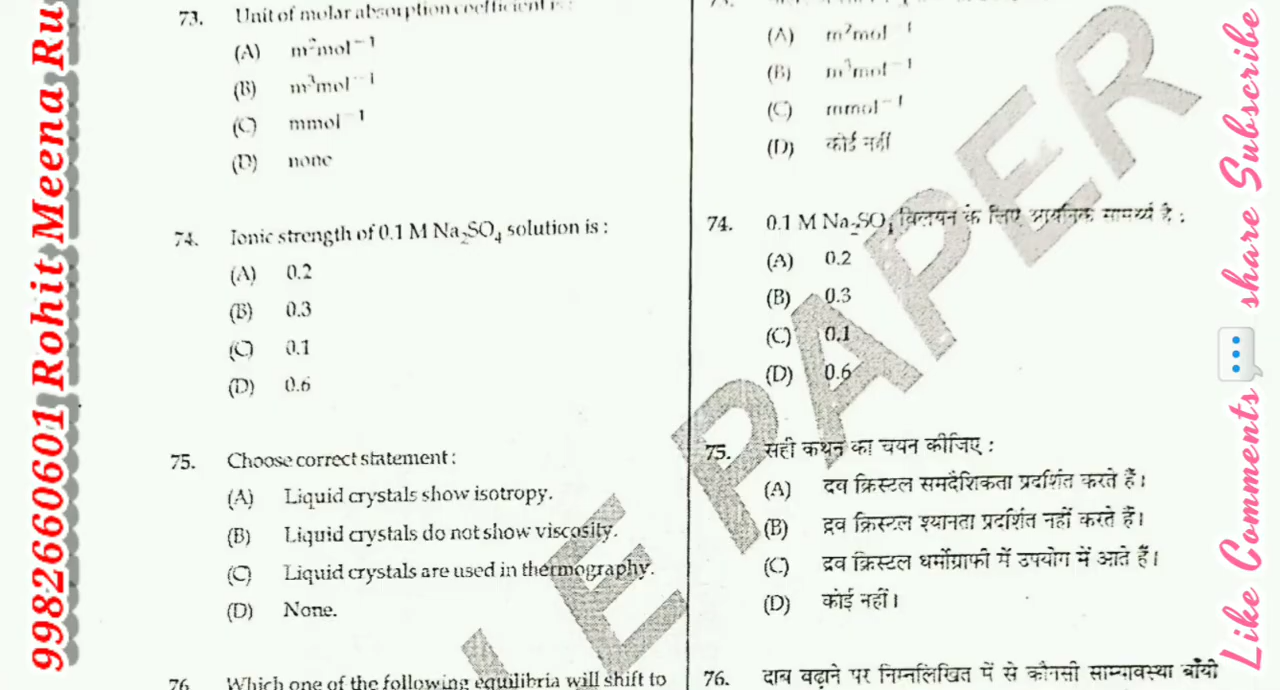 73. Unit of molar absorption coefficient is :
(A) m²mol⁻¹
(B) m³mol⁻¹
(C) mmol⁻¹
(D) none
74. Ionic strength of 0.1 M Na₂SO₄ solution is :
(A) 0.2
(B) 0.3
(C) 0.1
(D) 0.6
75. Choose correct statement :
(A) Liquid crystals show isotropy.
(B) Liquid crystals do not show viscosity.
(C) Liquid crystals are used in thermography.
(D) None.
76. Which one of the following equilibria will shift to
(A) m²mol⁻¹
(B) m³mol⁻¹
(C) mmol⁻¹
(D) कोई नहीं
74. 0.1 M Na₂SO₄ विलयन के लिए आयनिक सामर्थ्य है :
(A) 0.2
(B) 0.3
(C) 0.1
(D) 0.6
75. सही कथन का चयन कीजिए :
(A) द्रव क्रिस्टल समदैशिकता प्रदर्शित करते हैं।
(B) द्रव क्रिस्टल श्यानता प्रदर्शित नहीं करते हैं।
(C) द्रव क्रिस्टल थर्मोग्राफी में उपयोग में आते हैं।
(D) कोई नहीं।
76. दाब बढ़ाने पर निम्नलिखित में से कौनसी साम्यावस्था बाँयी
LE PAPER
9982660601 Rohit Meena Ru
Like Comments 💬 share Subscribe